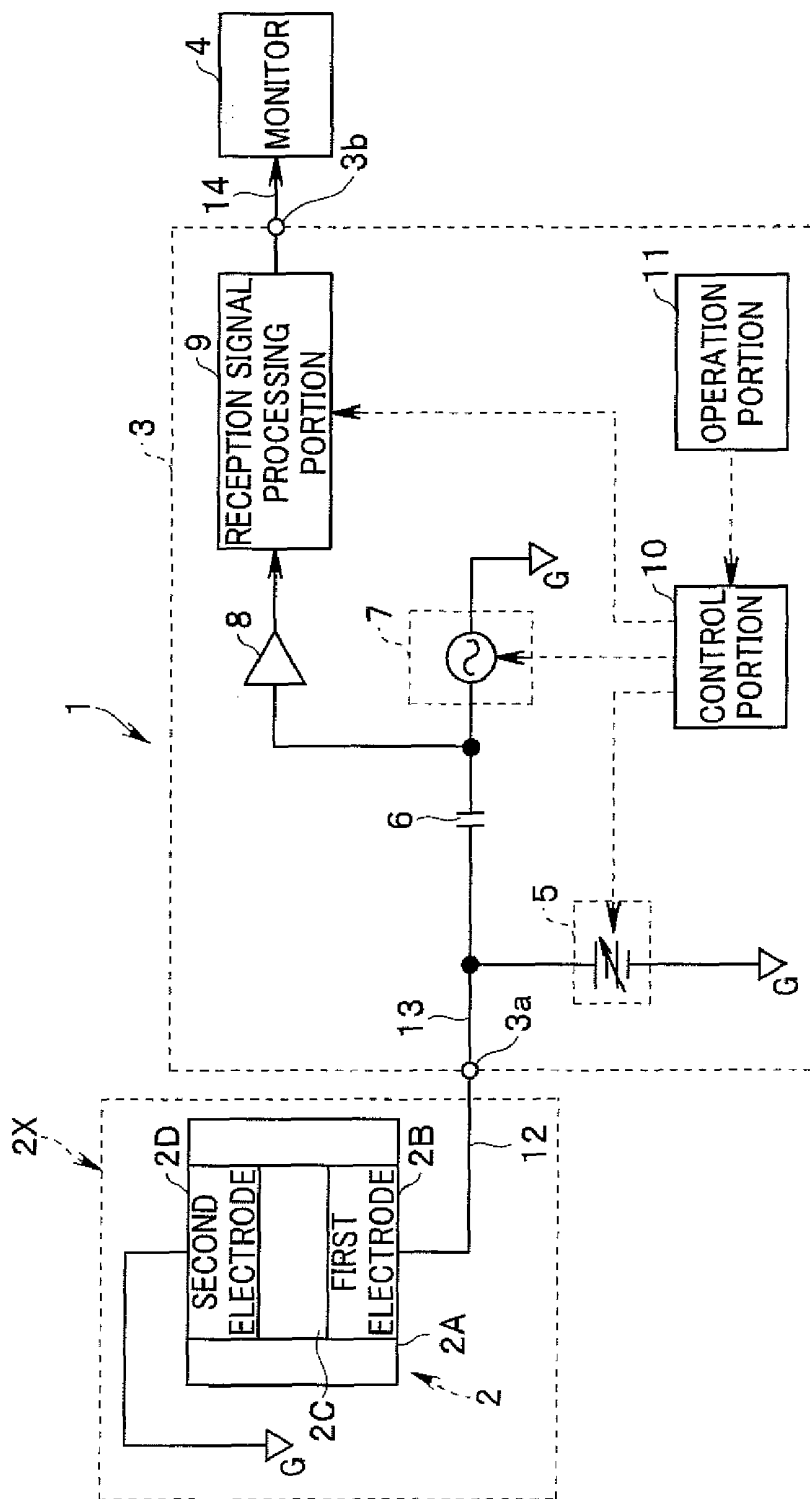 1
2X
2D
SECOND
ELECTRODE
FIRST
ELECTRODE
2B
2A
2C
2
G
12
3a
13
3
5
G
6
7
G
8
9
RECEPTION SIGNAL
PROCESSING
PORTION
10
CONTROL
PORTION
11
OPERATION
PORTION
3b
14
4
MONITOR